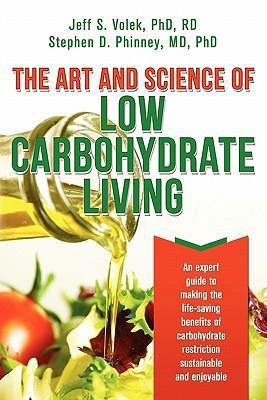 Jeff S. Volek, PhD, RD
Stephen D. Phinney, MD, PhD
THE ART AND SCIENCE OF
LOW
CARBOHYDRATE
LIVING
An expert
guide to
making the
life-saving
benefits of
carbohydrate
restriction
sustainable
and enjoyable